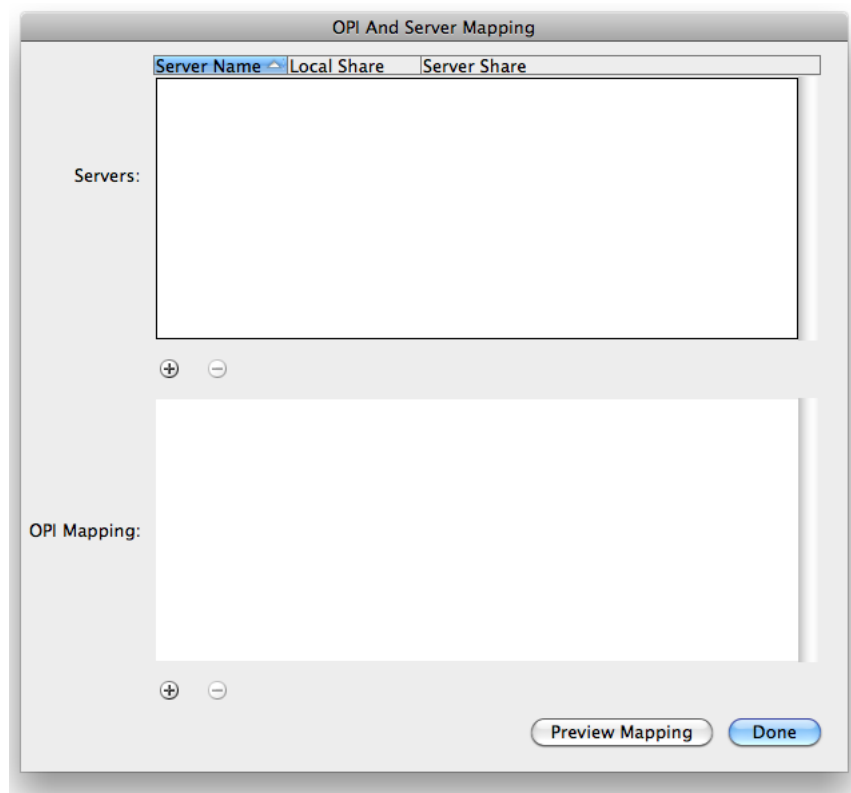 OPI And Server Mapping
Server Name Local Share Server Share
Servers:
OPI Mapping:
Preview Mapping Done